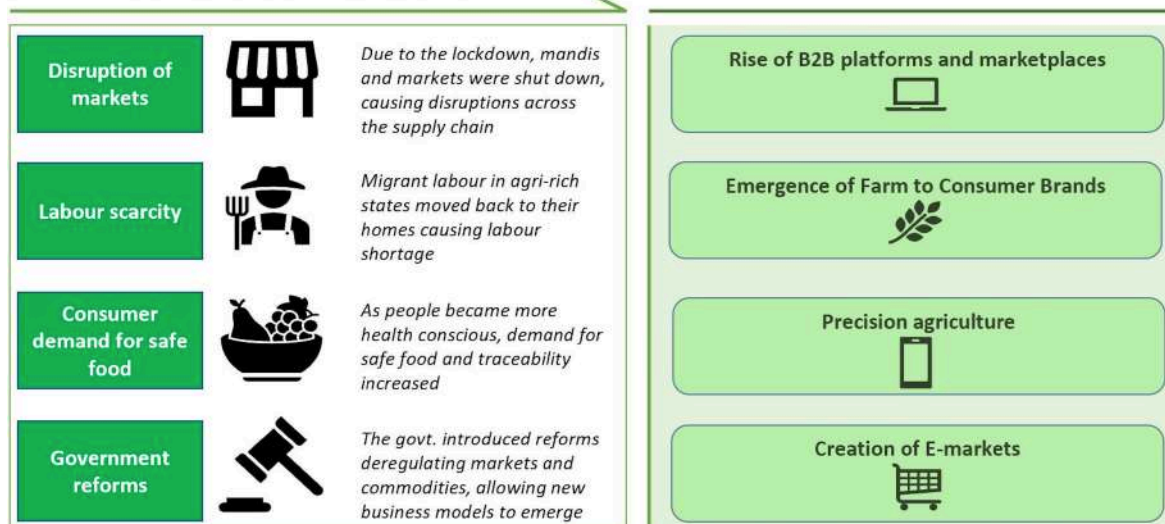 Disruption of
markets
Due to the lockdown, mandis
and markets were shut down,
causing disruptions across
the supply chain
Labour scarcity
Migrant labour in agri-rich
states moved back to their
homes causing labour
shortage
Consumer
demand for safe
food
As people became more
health conscious, demand for
safe food and traceability
increased
Government
reforms
The govt. introduced reforms
deregulating markets and
commodities, allowing new
business models to emerge
Rise of B2B platforms and marketplaces
Emergence of Farm to Consumer Brands
Precision agriculture
Creation of E-markets